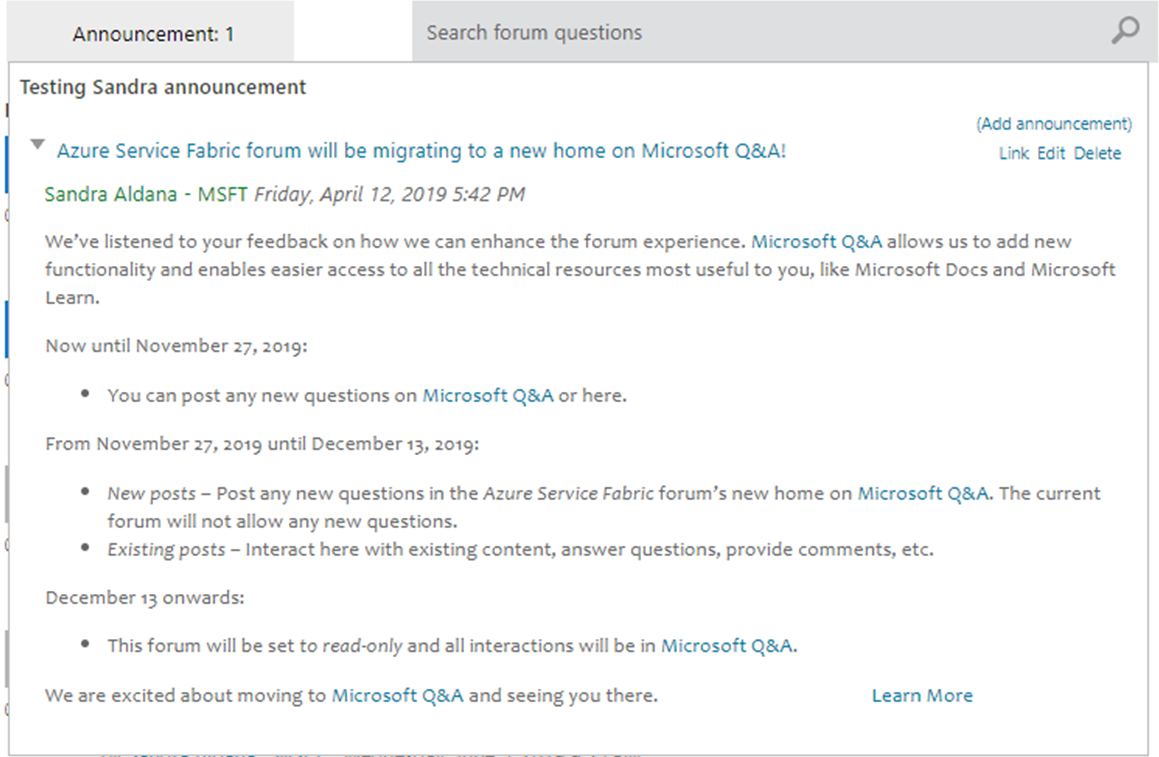 Announcement: 1
Search forum questions
Testing Sandra announcement
(Add announcement)
Azure Service Fabric forum will be migrating to a new home on Microsoft Q&A!
Link Edit Delete
Sandra Aldana - MSFT Friday, April 12, 2019 5:42 PM
We've listened to your feedback on how we can enhance the forum experience. Microsoft Q&A allows us to add new
functionality and enables easier access to all the technical resources most useful to you, like Microsoft Docs and Microsoft
Learn.
Now until November 27, 2019:
• You can post any new questions on Microsoft Q&A or here.
From November 27, 2019 until December 13, 2019:
• New posts – Post any new questions in the Azure Service Fabric forum's new home on Microsoft Q&A. The current
forum will not allow any new questions.
• Existing posts – Interact here with existing content, answer questions, provide comments, etc.
December 13 onwards:
• This forum will be set to read-only and all interactions will be in Microsoft Q&A.
We are excited about moving to Microsoft Q&A and seeing you there. Learn More